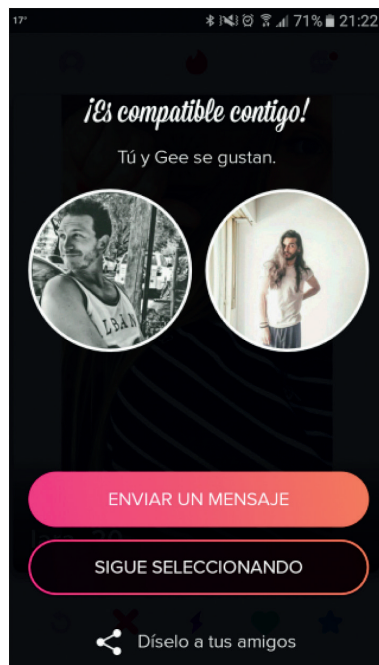 17°
71% 21:22
¡Es compatible contigo!
Tú y Gee se gustan.
LBAN
ENVIAR UN MENSAJE
SIGUE SELECCIONANDO
Díselo a tus amigos